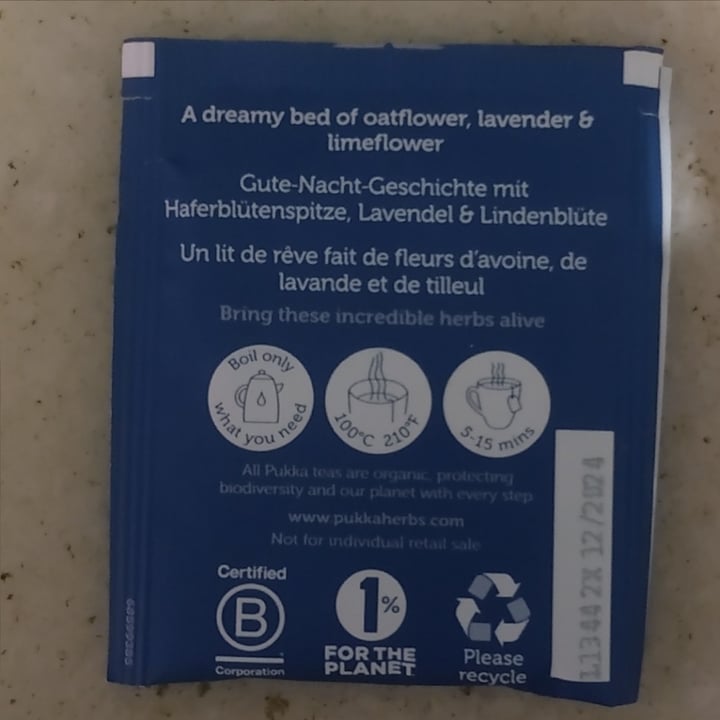 A dreamy bed of oatflower, lavender &
limeflower
Gute-Nacht-Geschichte mit
Haferblütenspitze, Lavendel & Lindenblüte
Un lit de rêve fait de fleurs d'avoine, de
lavande et de tilleul
Bring these incredible herbs alive
Boil only
what you need
100°C 210°F
5-15 mins
All Pukka teas are organic, protecting
biodiversity and our planet with every step
www.pukkaherbs.com
Not for individual retail sale
Certified
B
Corporation
1%
FOR THE
PLANET
Please
recycle
12/2024